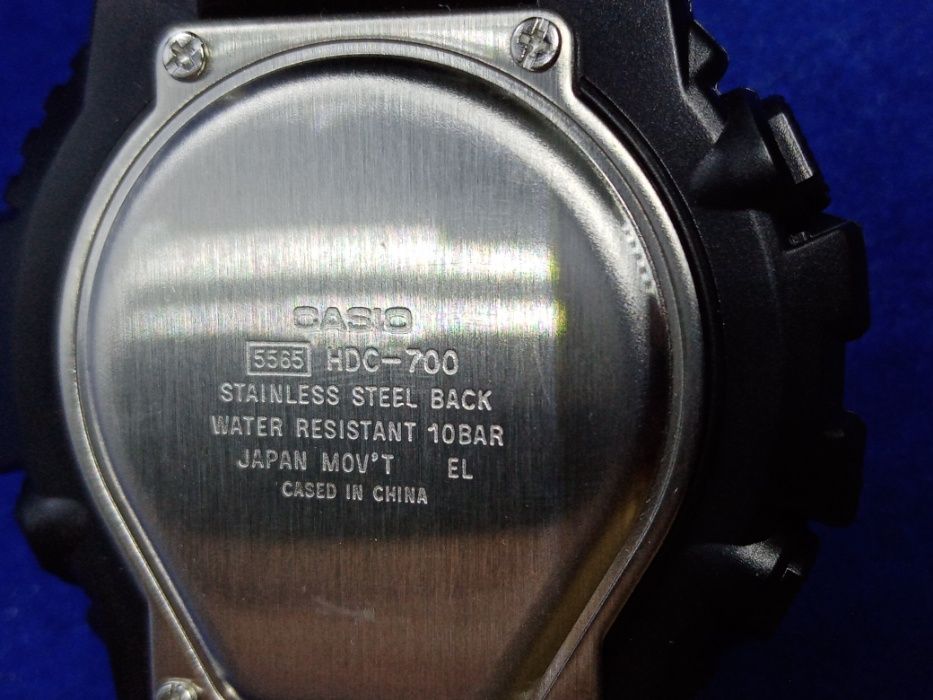 CASIO
5565 HDC-700
STAINLESS STEEL BACK
WATER RESISTANT 10BAR
JAPAN MOV'T EL
CASED IN CHINA